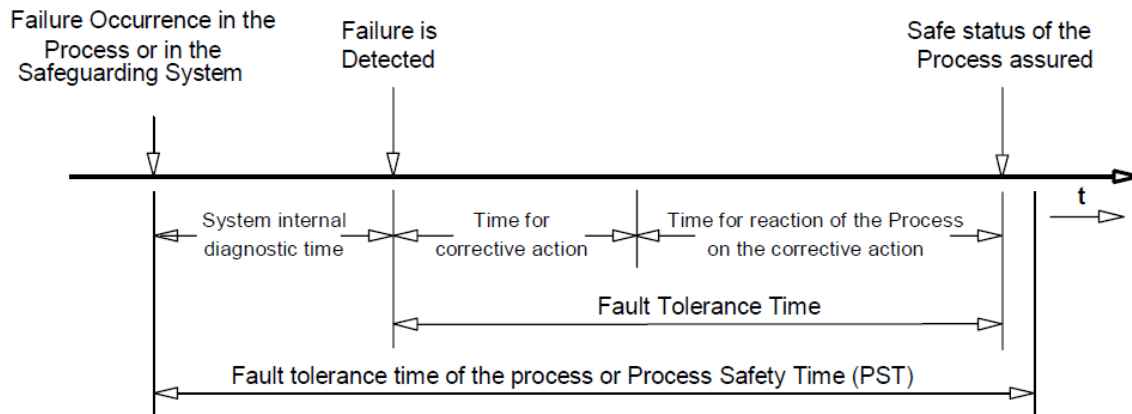 Failure Occurrence in the
Process or in the
Safeguarding System
Failure is
Detected
Safe status of the
Process assured
t
System internal
diagnostic time
Time for
corrective action
Time for reaction of the Process
on the corrective action
Fault Tolerance Time
Fault tolerance time of the process or Process Safety Time (PST)